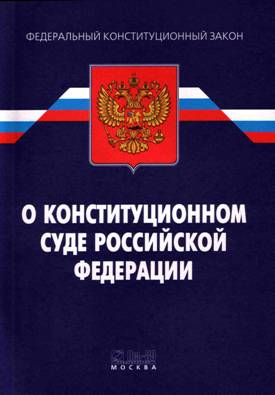 ФЕДЕРАЛЬНЫЙ КОНСТИТУЦИОННЫЙ ЗАКОН
О КОНСТИТУЦИОННОМ
СУДЕ РОССИЙСКОЙ
ФЕДЕРАЦИИ
МОСКВА